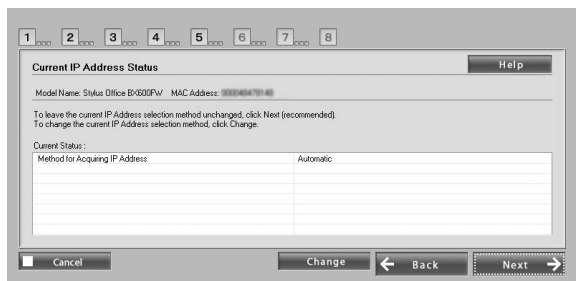 1 2 3 4 5 6 7 8
Current IP Address Status
Help
Model Name: Stylus Office BX600FW MAC Address:
To leave the current IP Address selection method unchanged, click Next (recommended).
To change the current IP Address selection method, click Change.
Current Status :
Method for Acquiring IP Address Automatic
Cancel Change Back Next